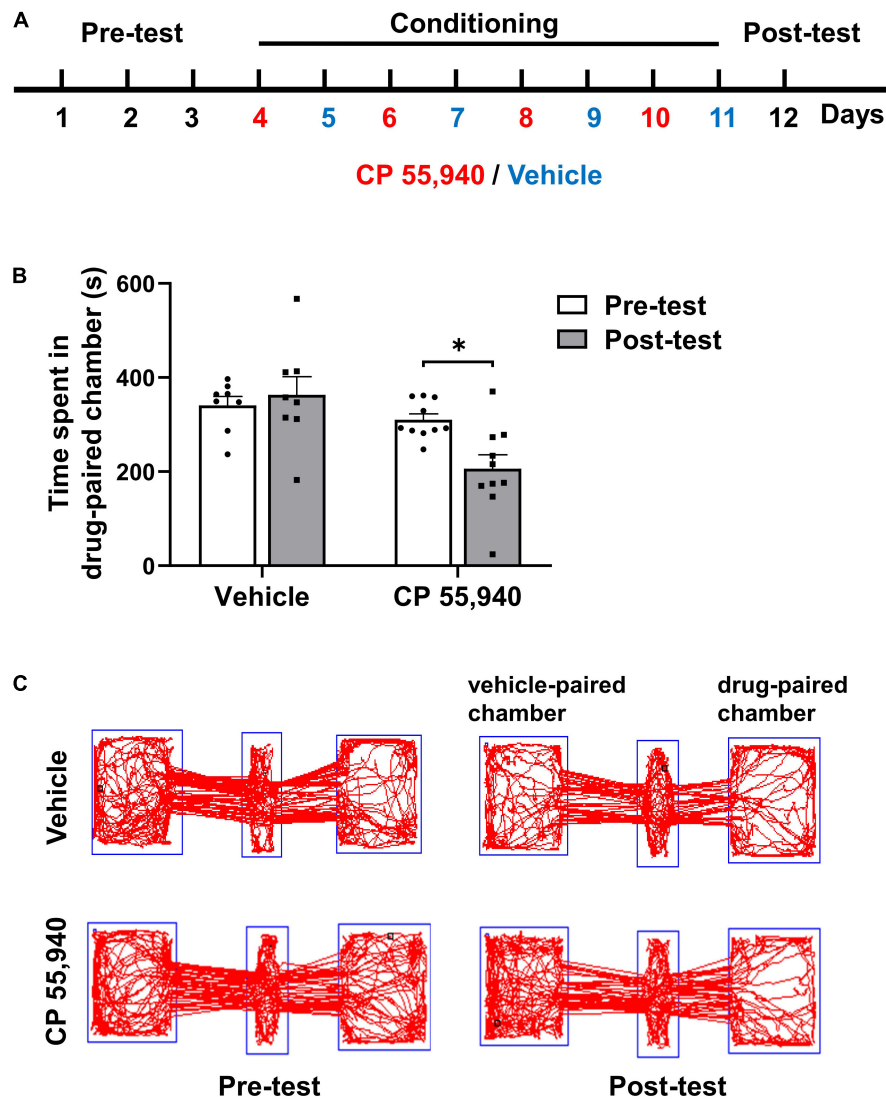 A
Pre-test
Conditioning
Post-test
1 2 3 4 5 6 7 8 9 10 11 12 Days
CP 55,940 / Vehicle
B
Time spent in
drug-paired chamber (s)
600
400
200
0
*
Pre-test
Post-test
Vehicle
CP 55,940
C
vehicle-paired
chamber
drug-paired
chamber
Vehicle
CP 55,940
Pre-test
Post-test